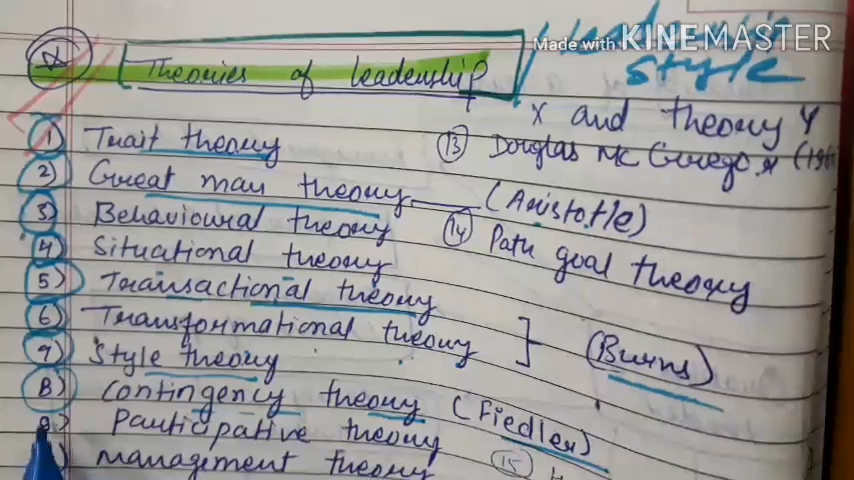 Made with KINEMASTER
Leadership style
Theories of leadership
1) Trait theory
2) Great man theory — (Aristotle)
3) Behavioural theory
4) Situational theory
5) Transactional theory
6) Transformational theory (Burns)
7) Style theory
8) Contingency theory (Fiedler)
9) Participative theory
management theory
X and theory Y
13 Douglas Mc Gregor
14 Path goal theory
15